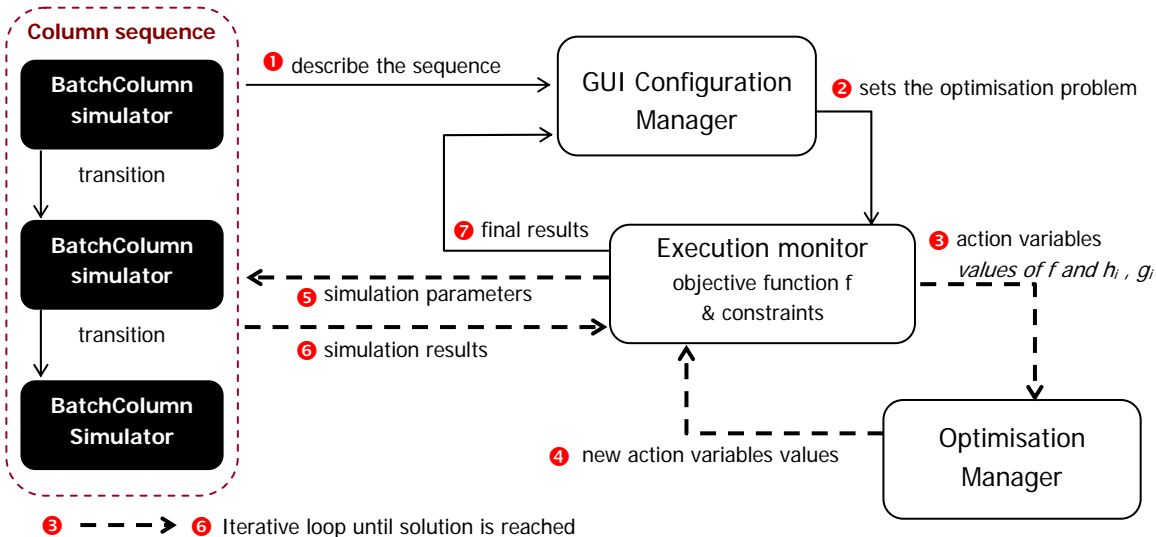 Column sequence
BatchColumn
simulator
transition
BatchColumn
simulator
transition
BatchColumn
Simulator
❶ describe the sequence
GUI Configuration
Manager
❷ sets the optimisation problem
❼ final results
Execution monitor
objective function f
& constraints
❸ action variables
values of f and hᵢ , gᵢ
❺ simulation parameters
❻ simulation results
❹ new action variables values
Optimisation
Manager
❸ ❻ Iterative loop until solution is reached